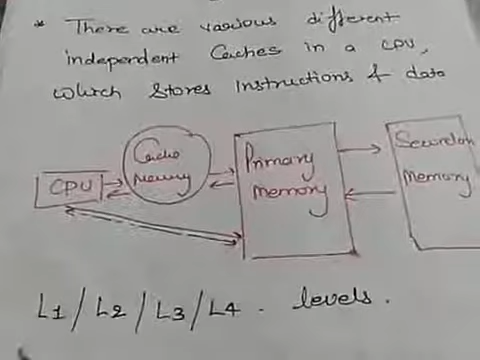 * There are various different
independent Caches in a CPU,
which stores instructions & data
Cache
Memory
CPU
Primary
Memory
Memory
L1 / L2 / L3 / L4 . levels .